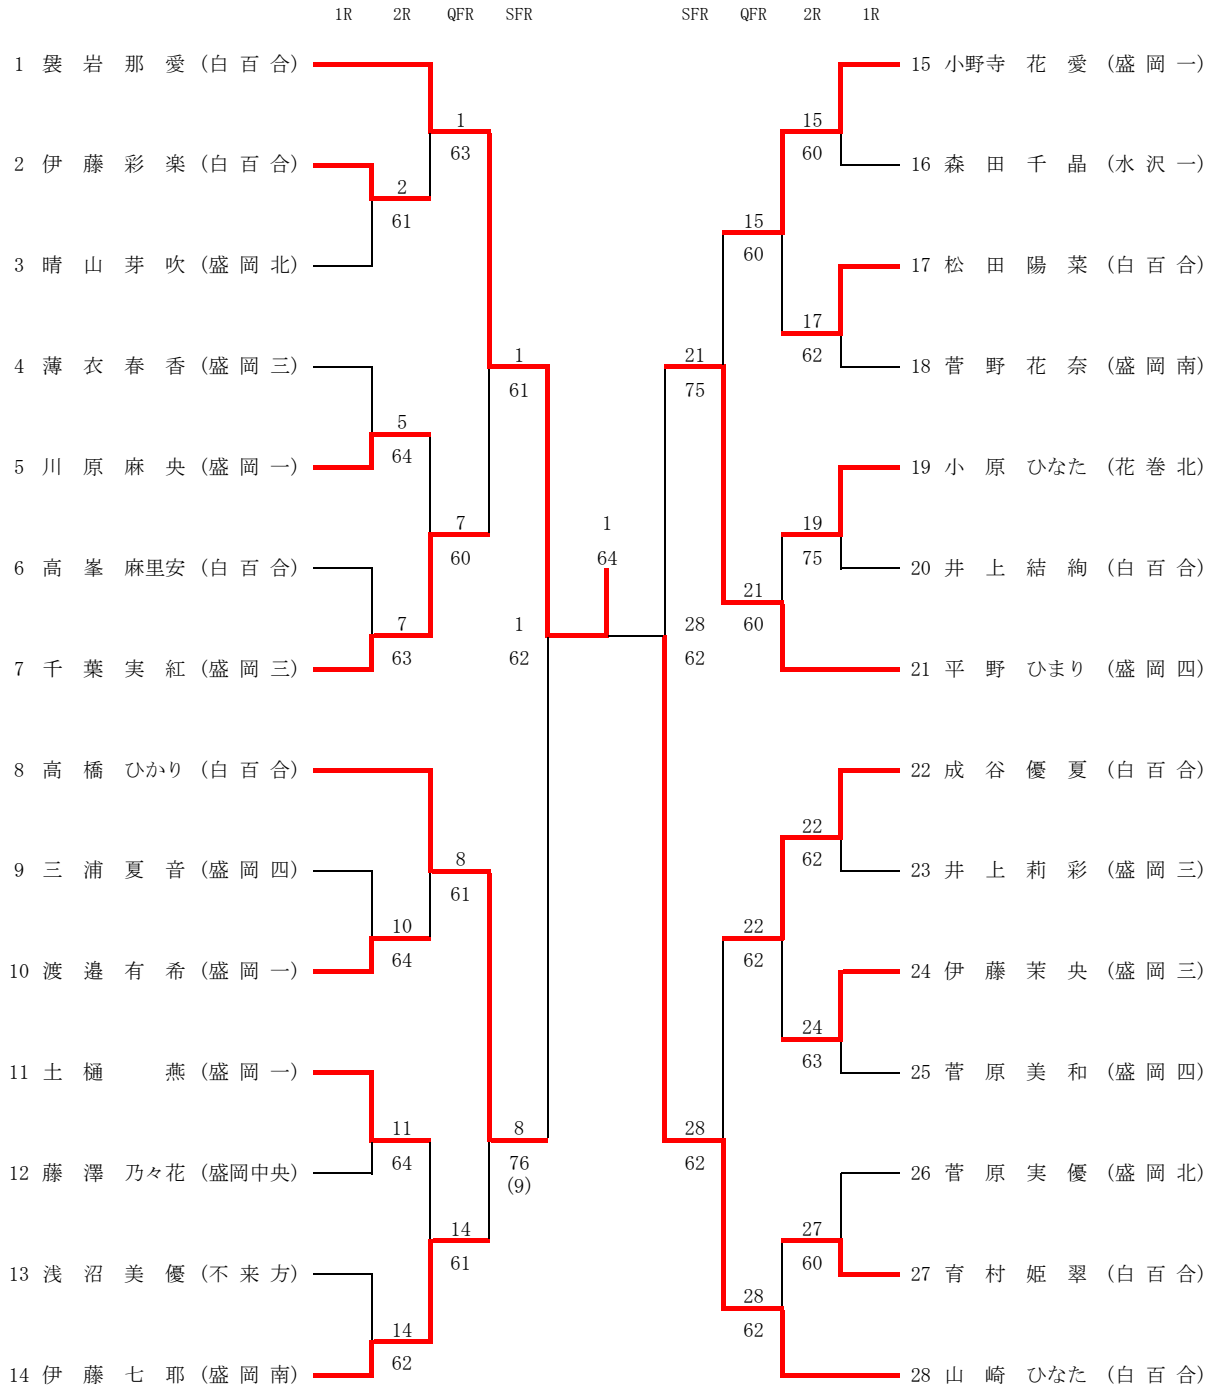 1R 2R QFR SFR SFR QFR 2R 1R
1 襲岩 那愛 (白百合) 15 小野寺 花愛 (盛岡一)
1 15
63 60
2 伊藤 彩楽 (白百合) 16 森田 千晶 (水沢一)
2
61
15
60
3 晴山 芽吹 (盛岡北) 17 松田 陽菜 (白百合)
17
62
1 21
4 薄衣 春香 (盛岡三) 18 菅野 花奈 (盛岡南)
61 75
5
64
5 川原 麻央 (盛岡一) 19 小原 ひなた (花巻北)
7 1 19
60 64 75
6 高峯 麻里安 (白百合) 20 井上 結絢 (白百合)
21
7 1 28 60
63 62 62
7 千葉 実紅 (盛岡三) 21 平野 ひまり (盛岡四)
8 高橋 ひかり (白百合) 22 成谷 優夏 (白百合)
22
8 62
9 三浦 夏音 (盛岡四) 23 井上 莉彩 (盛岡三)
61
10 22
64 62
10 渡邉 有希 (盛岡一) 24 伊藤 茉央 (盛岡三)
24
63
11 土樋 燕 (盛岡一) 25 菅原 美和 (盛岡四)
11 8 28
64 76 62
(9)
12 藤澤 乃々花 (盛岡中央) 26 菅原 実優 (盛岡北)
14 27
61 60
13 浅沼 美優 (不来方) 27 育村 姫翠 (白百合)
28
14 62
62
14 伊藤 七耶 (盛岡南) 28 山崎 ひなた (白百合)